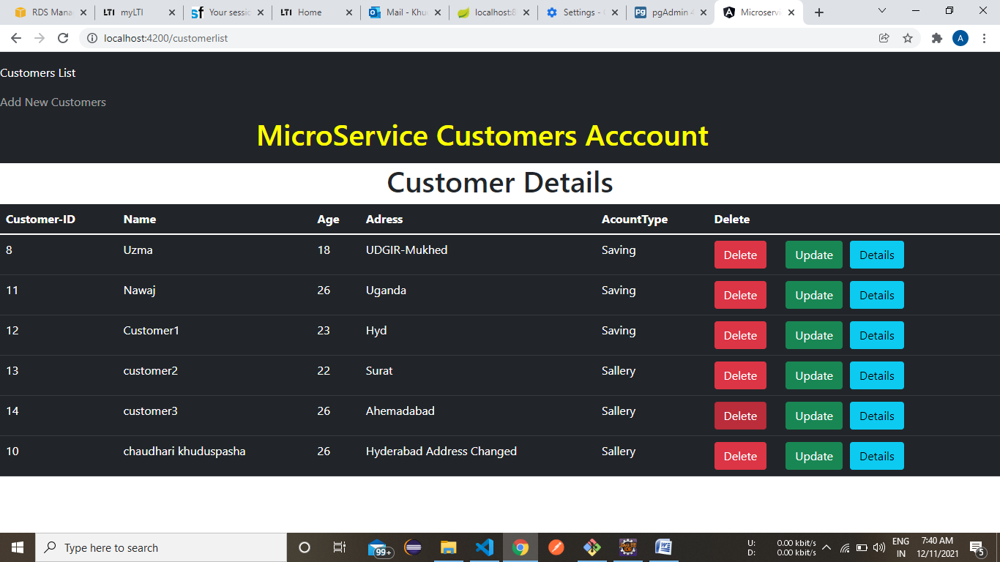 RDS Mana
LTI myLTI
sf Your sessio
LTI Home
Mail - Khu
localhost:8
Settings -
pg pgAdmin 4
Microservi
localhost:4200/customerlist
A
Customers List
Add New Customers
MicroService Customers Acccount
Customer Details
Customer-ID Name Age Adress AcountType Delete
8 Uzma 18 UDGIR-Mukhed Saving Delete Update Details
11 Nawaj 26 Uganda Saving Delete Update Details
12 Customer1 23 Hyd Saving Delete Update Details
13 customer2 22 Surat Sallery Delete Update Details
14 customer3 26 Ahemadabad Sallery Delete Update Details
10 chaudhari khuduspasha 26 Hyderabad Address Changed Sallery Delete Update Details
Type here to search
99+
U: 0.00 kbit/s
D: 0.00 kbit/s
ENG
IN
7:40 AM
12/11/2021
5